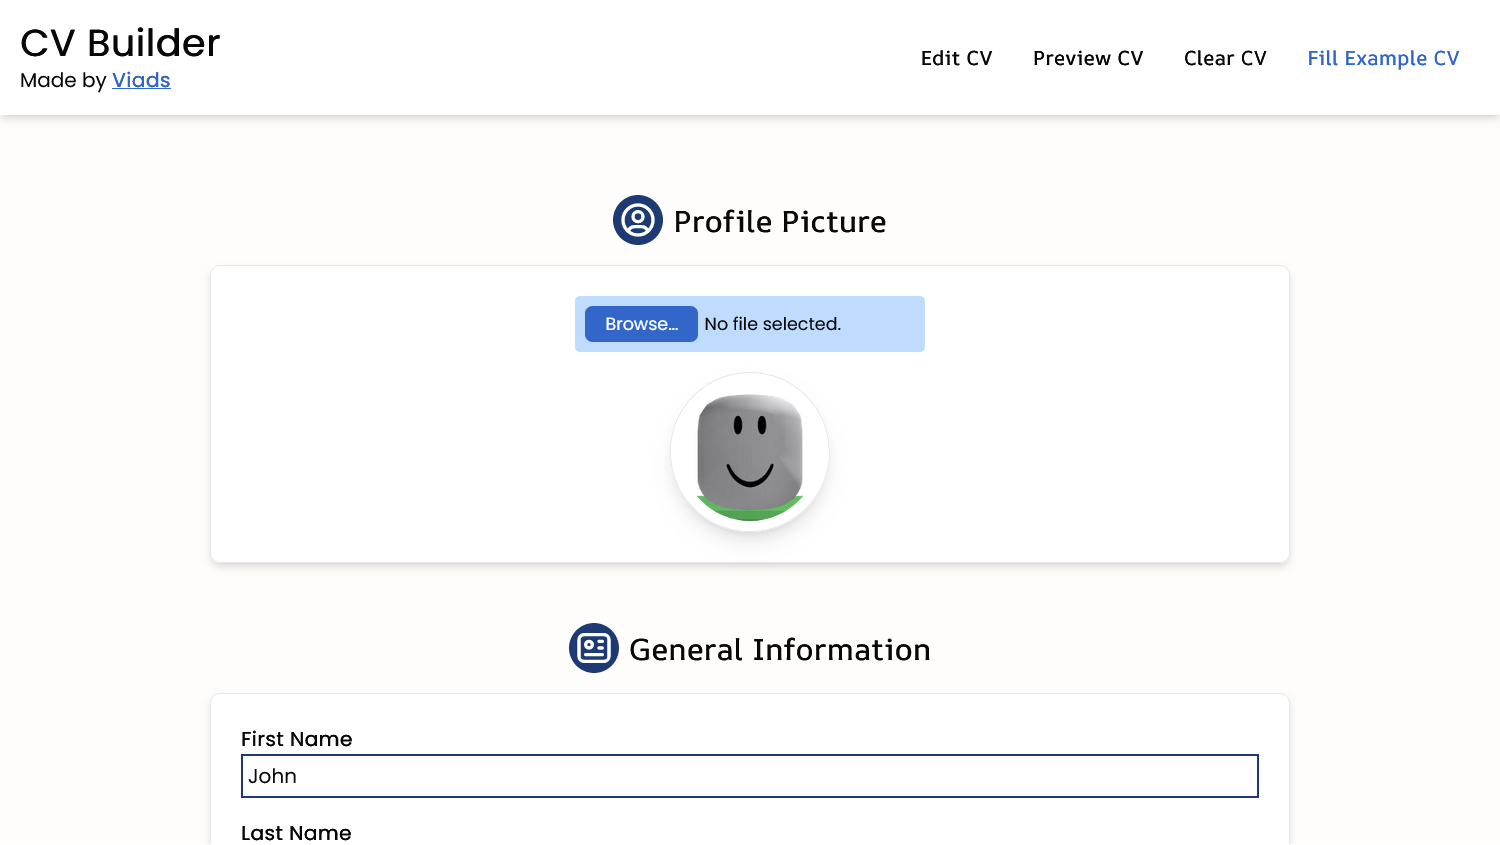 CV Builder
Made by Viads
Edit CV
Preview CV
Clear CV
Fill Example CV
Profile Picture
Browse... No file selected.
General Information
First Name
John
Last Name